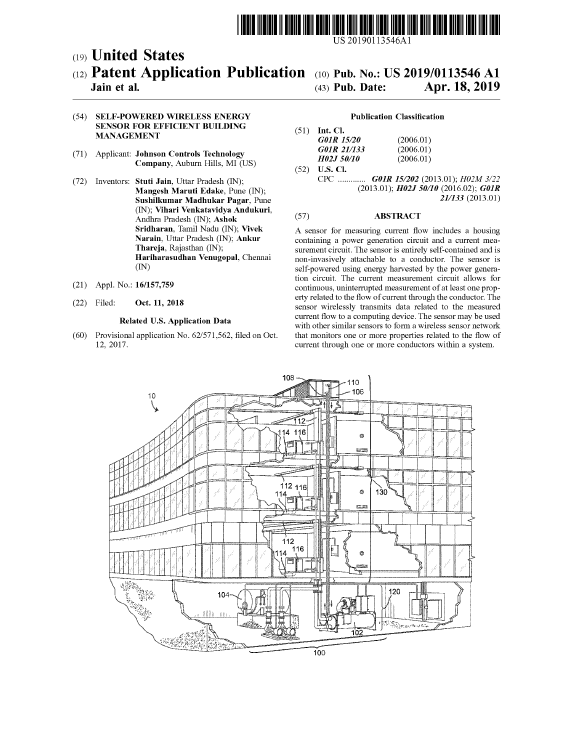 US 20190113546A1
(19) United States
(12) Patent Application Publication (10) Pub. No.: US 2019/0113546 A1
Jain et al. (43) Pub. Date: Apr. 18, 2019
(54) SELF-POWERED WIRELESS ENERGY
SENSOR FOR EFFICIENT BUILDING
MANAGEMENT
(71) Applicant: Johnson Controls Technology
Company, Auburn Hills, MI (US)
(72) Inventors: Stuti Jain, Uttar Pradesh (IN);
Mangesh Maruti Edake, Pune (IN);
Sushilkumar Madhukar Pagar, Pune
(IN); Vihari Venkatavidya Andukuri,
Andhra Pradesh (IN); Ashok
Sridharan, Tamil Nadu (IN); Vivek
Narain, Uttar Pradesh (IN); Ankur
Thareja, Rajasthan (IN);
Hariharasudhan Venugopal, Chennai
(IN)
(21) Appl. No.: 16/157,759
(22) Filed: Oct. 11, 2018
Related U.S. Application Data
(60) Provisional application No. 62/571,562, filed on Oct.
12, 2017.
Publication Classification
(51) Int. Cl.
G01R 15/20 (2006.01)
G01R 21/133 (2006.01)
H02J 50/10 (2006.01)
(52) U.S. Cl.
CPC ............. G01R 15/202 (2013.01); H02M 3/22
(2013.01); H02J 50/10 (2016.02); G01R
21/133 (2013.01)
(57) ABSTRACT
A sensor for measuring current flow includes a housing
containing a power generation circuit and a current mea-
surement circuit. The sensor is entirely self-contained and is
non-invasively attachable to a conductor. The sensor is
self-powered using energy harvested by the power genera-
tion circuit. The current measurement circuit allows for
continuous, uninterrupted measurement of at least one prop-
erty related to the flow of current through the conductor. The
sensor wirelessly transmits data related to the measured
current flow to a computing device. The sensor may be used
with other similar sensors to form a wireless sensor network
that monitors one or more properties related to the flow of
current through one or more conductors within a system.
108
110
106
10
112
114 116
112 116
114
130
112
116
114
104
120
102
100